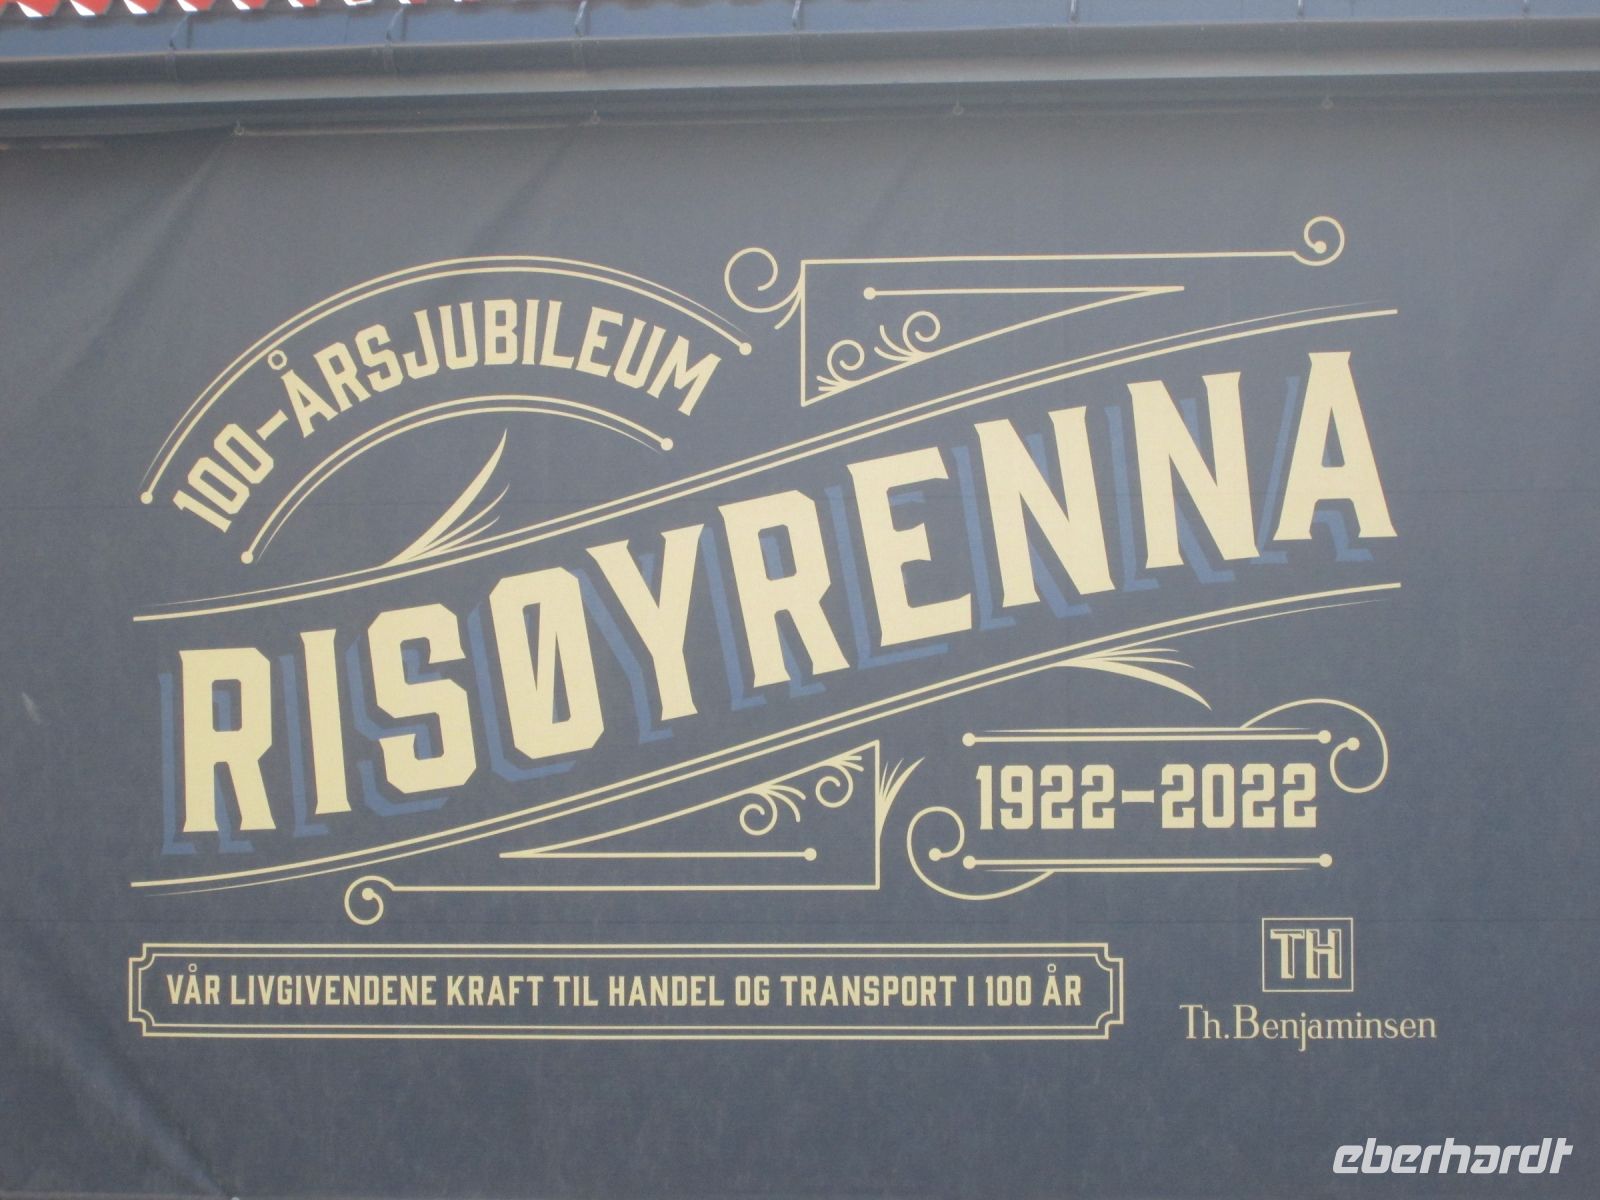 100-ÅRSJUBILEUM
RISØYRENNA
1922-2022
VÅR LIVGIVENDENE KRAFT TIL HANDEL OG TRANSPORT I 100 ÅR
TH
Th.Benjaminsen
eberhardt